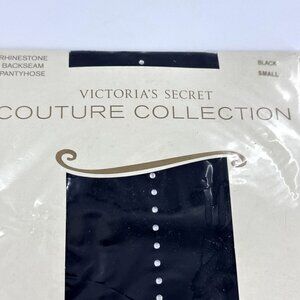 RHINESTONE
BACKSEAM
PANTYHOSE
BLACK
SMALL
VICTORIA'S SECRET
COUTURE COLLECTION